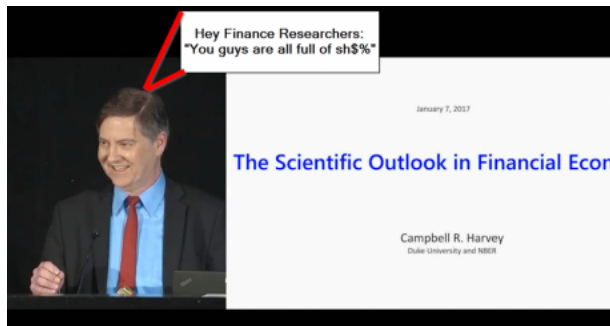 Hey Finance Researchers:
"You guys are all full of sh$%"
January 7, 2017
The Scientific Outlook in Financial Econ
Campbell R. Harvey
Duke University and NBER